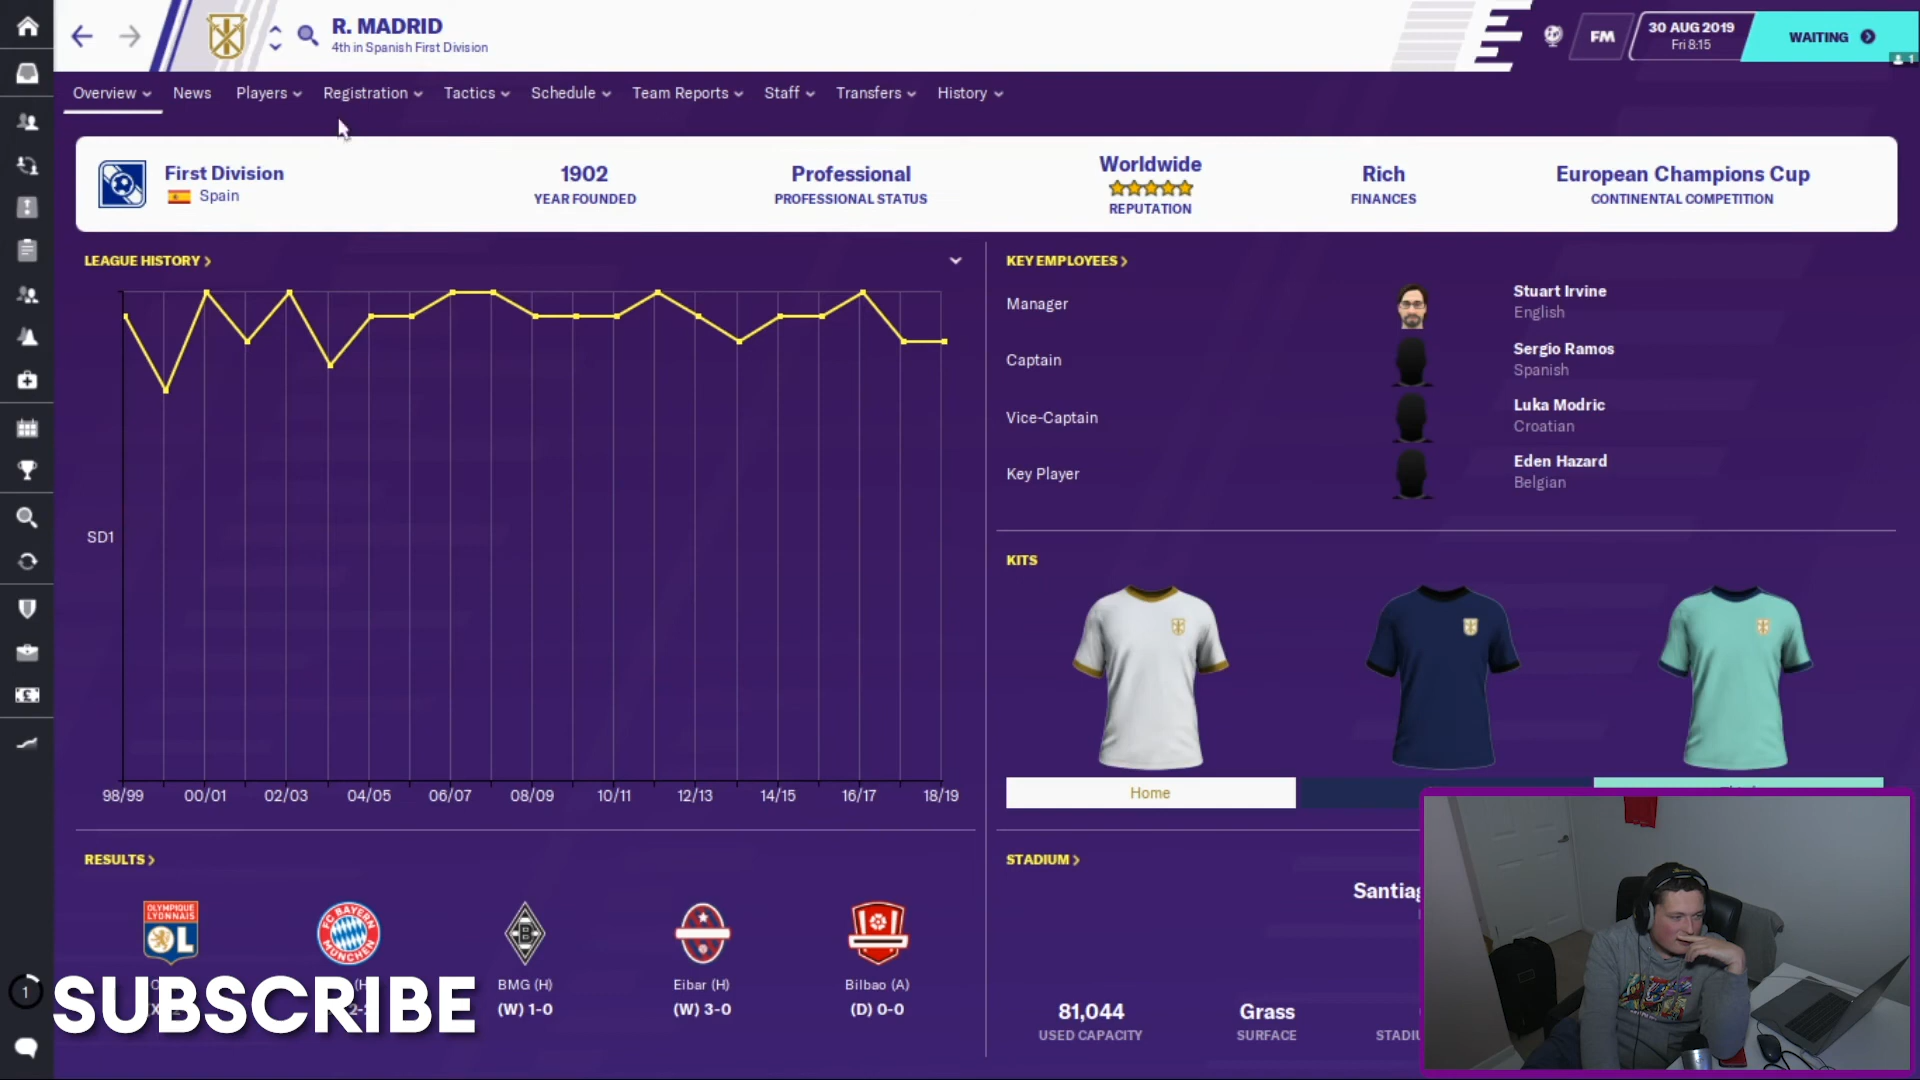 R. MADRID
4th in Spanish First Division
FM
30 AUG 2019
Fri 8:15
WAITING
1
Overview
News
Players
Registration
Tactics
Schedule
Team Reports
Staff
Transfers
History
First Division
Spain
1902
YEAR FOUNDED
Professional
PROFESSIONAL STATUS
Worldwide
REPUTATION
Rich
FINANCES
European Champions Cup
CONTINENTAL COMPETITION
LEAGUE HISTORY
SD1
98/99 00/01 02/03 04/05 06/07 08/09 10/11 12/13 14/15 16/17 18/19
KEY EMPLOYEES
Manager
Stuart Irvine
English
Captain
Sergio Ramos
Spanish
Vice-Captain
Luka Modric
Croatian
Key Player
Eden Hazard
Belgian
KITS
Home
RESULTS
OLYMPIQUE
LYONNAIS
OL
FC BAYERN
MÜNCHEN
B
BMG (H)
(W) 1-0
Eibar (H)
(W) 3-0
Bilbao (A)
(D) 0-0
STADIUM
81,044
USED CAPACITY
Grass
SURFACE
1
SUBSCRIBE